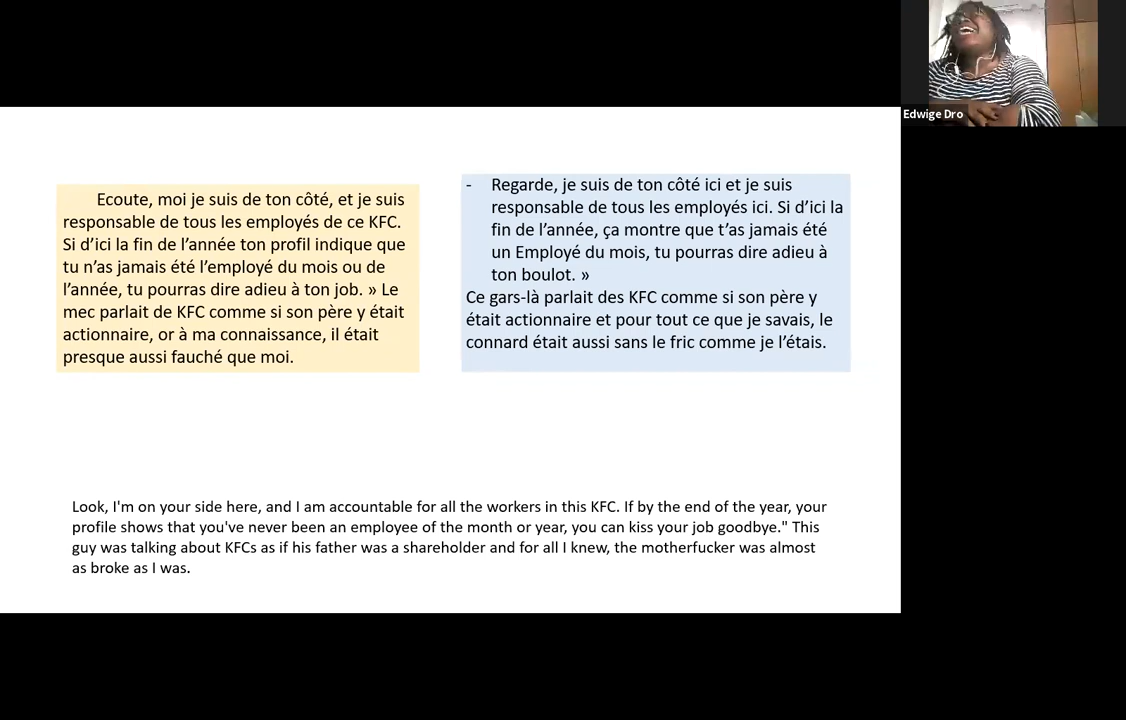 Edwige Dro
Ecoute, moi je suis de ton côté, et je suis
responsable de tous les employés de ce KFC.
Si d’ici la fin de l’année ton profil indique que
tu n’as jamais été l’employé du mois ou de
l’année, tu pourras dire adieu à ton job. » Le
mec parlait de KFC comme si son père y était
actionnaire, or à ma connaissance, il était
presque aussi fauché que moi.
- Regarde, je suis de ton côté ici et je suis
responsable de tous les employés ici. Si d’ici la
fin de l’année, ça montre que t’as jamais été
un Employé du mois, tu pourras dire adieu à
ton boulot. »
Ce gars-là parlait des KFC comme si son père y
était actionnaire et pour tout ce que je savais, le
connard était aussi sans le fric comme je l’étais.
Look, I'm on your side here, and I am accountable for all the workers in this KFC. If by the end of the year, your
profile shows that you've never been an employee of the month or year, you can kiss your job goodbye." This
guy was talking about KFCs as if his father was a shareholder and for all I knew, the motherfucker was almost
as broke as I was.